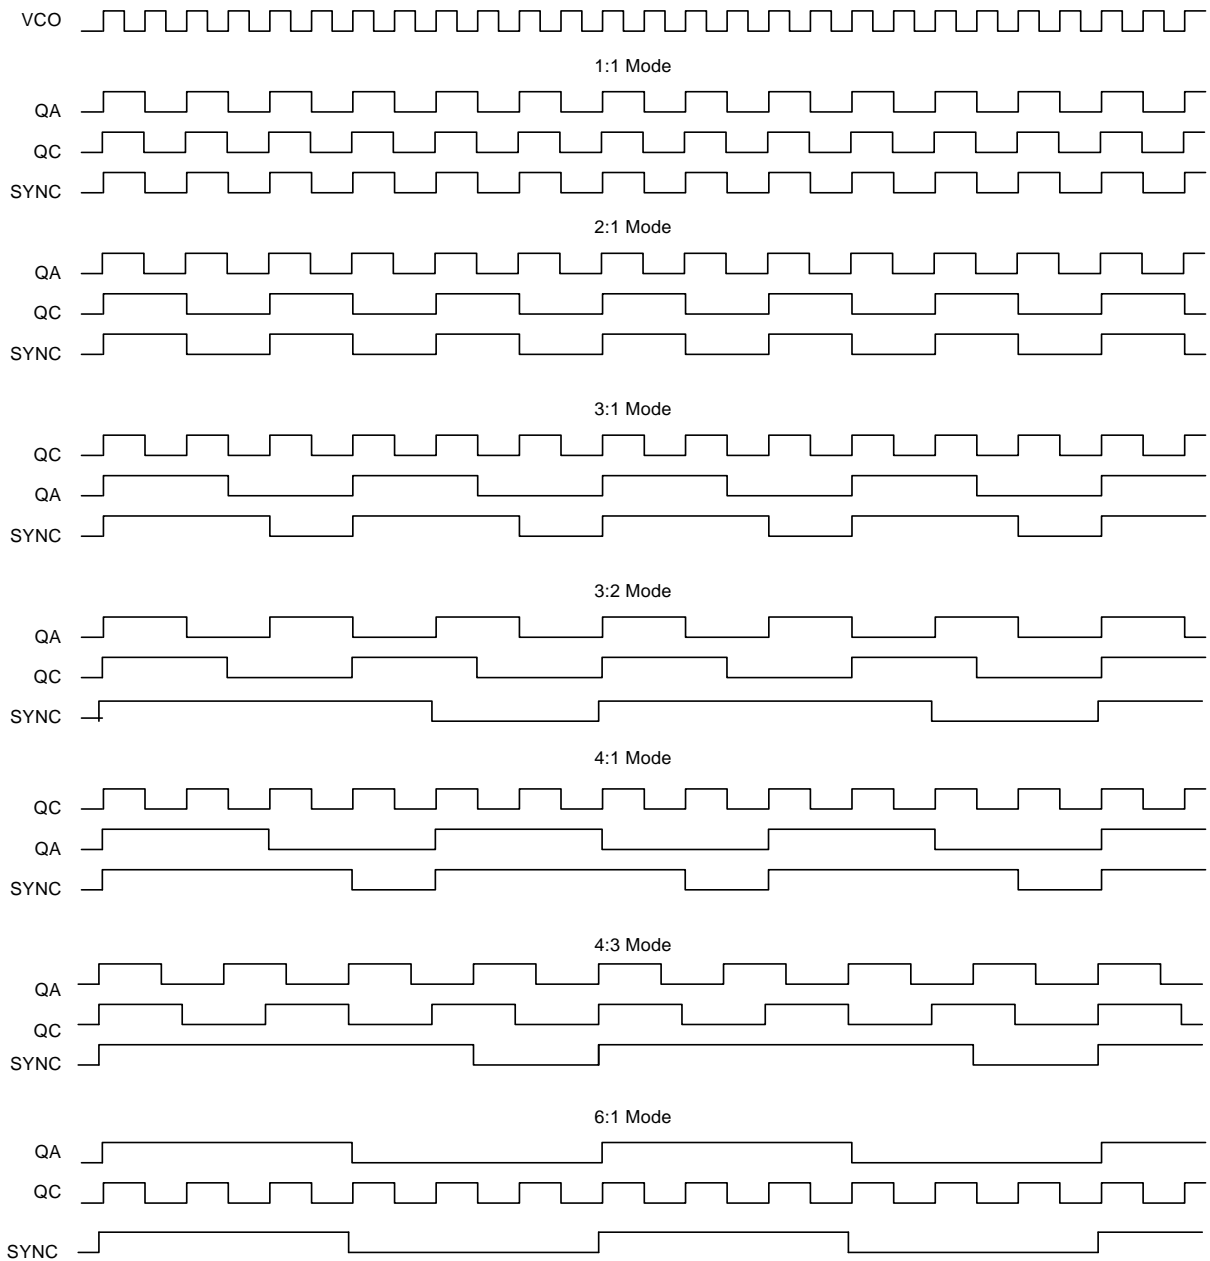 VCO
1:1 Mode
QA
QC
SYNC
2:1 Mode
QA
QC
SYNC
3:1 Mode
QC
QA
SYNC
3:2 Mode
QA
QC
SYNC
4:1 Mode
QC
QA
SYNC
4:3 Mode
QA
QC
SYNC
6:1 Mode
QA
QC
SYNC